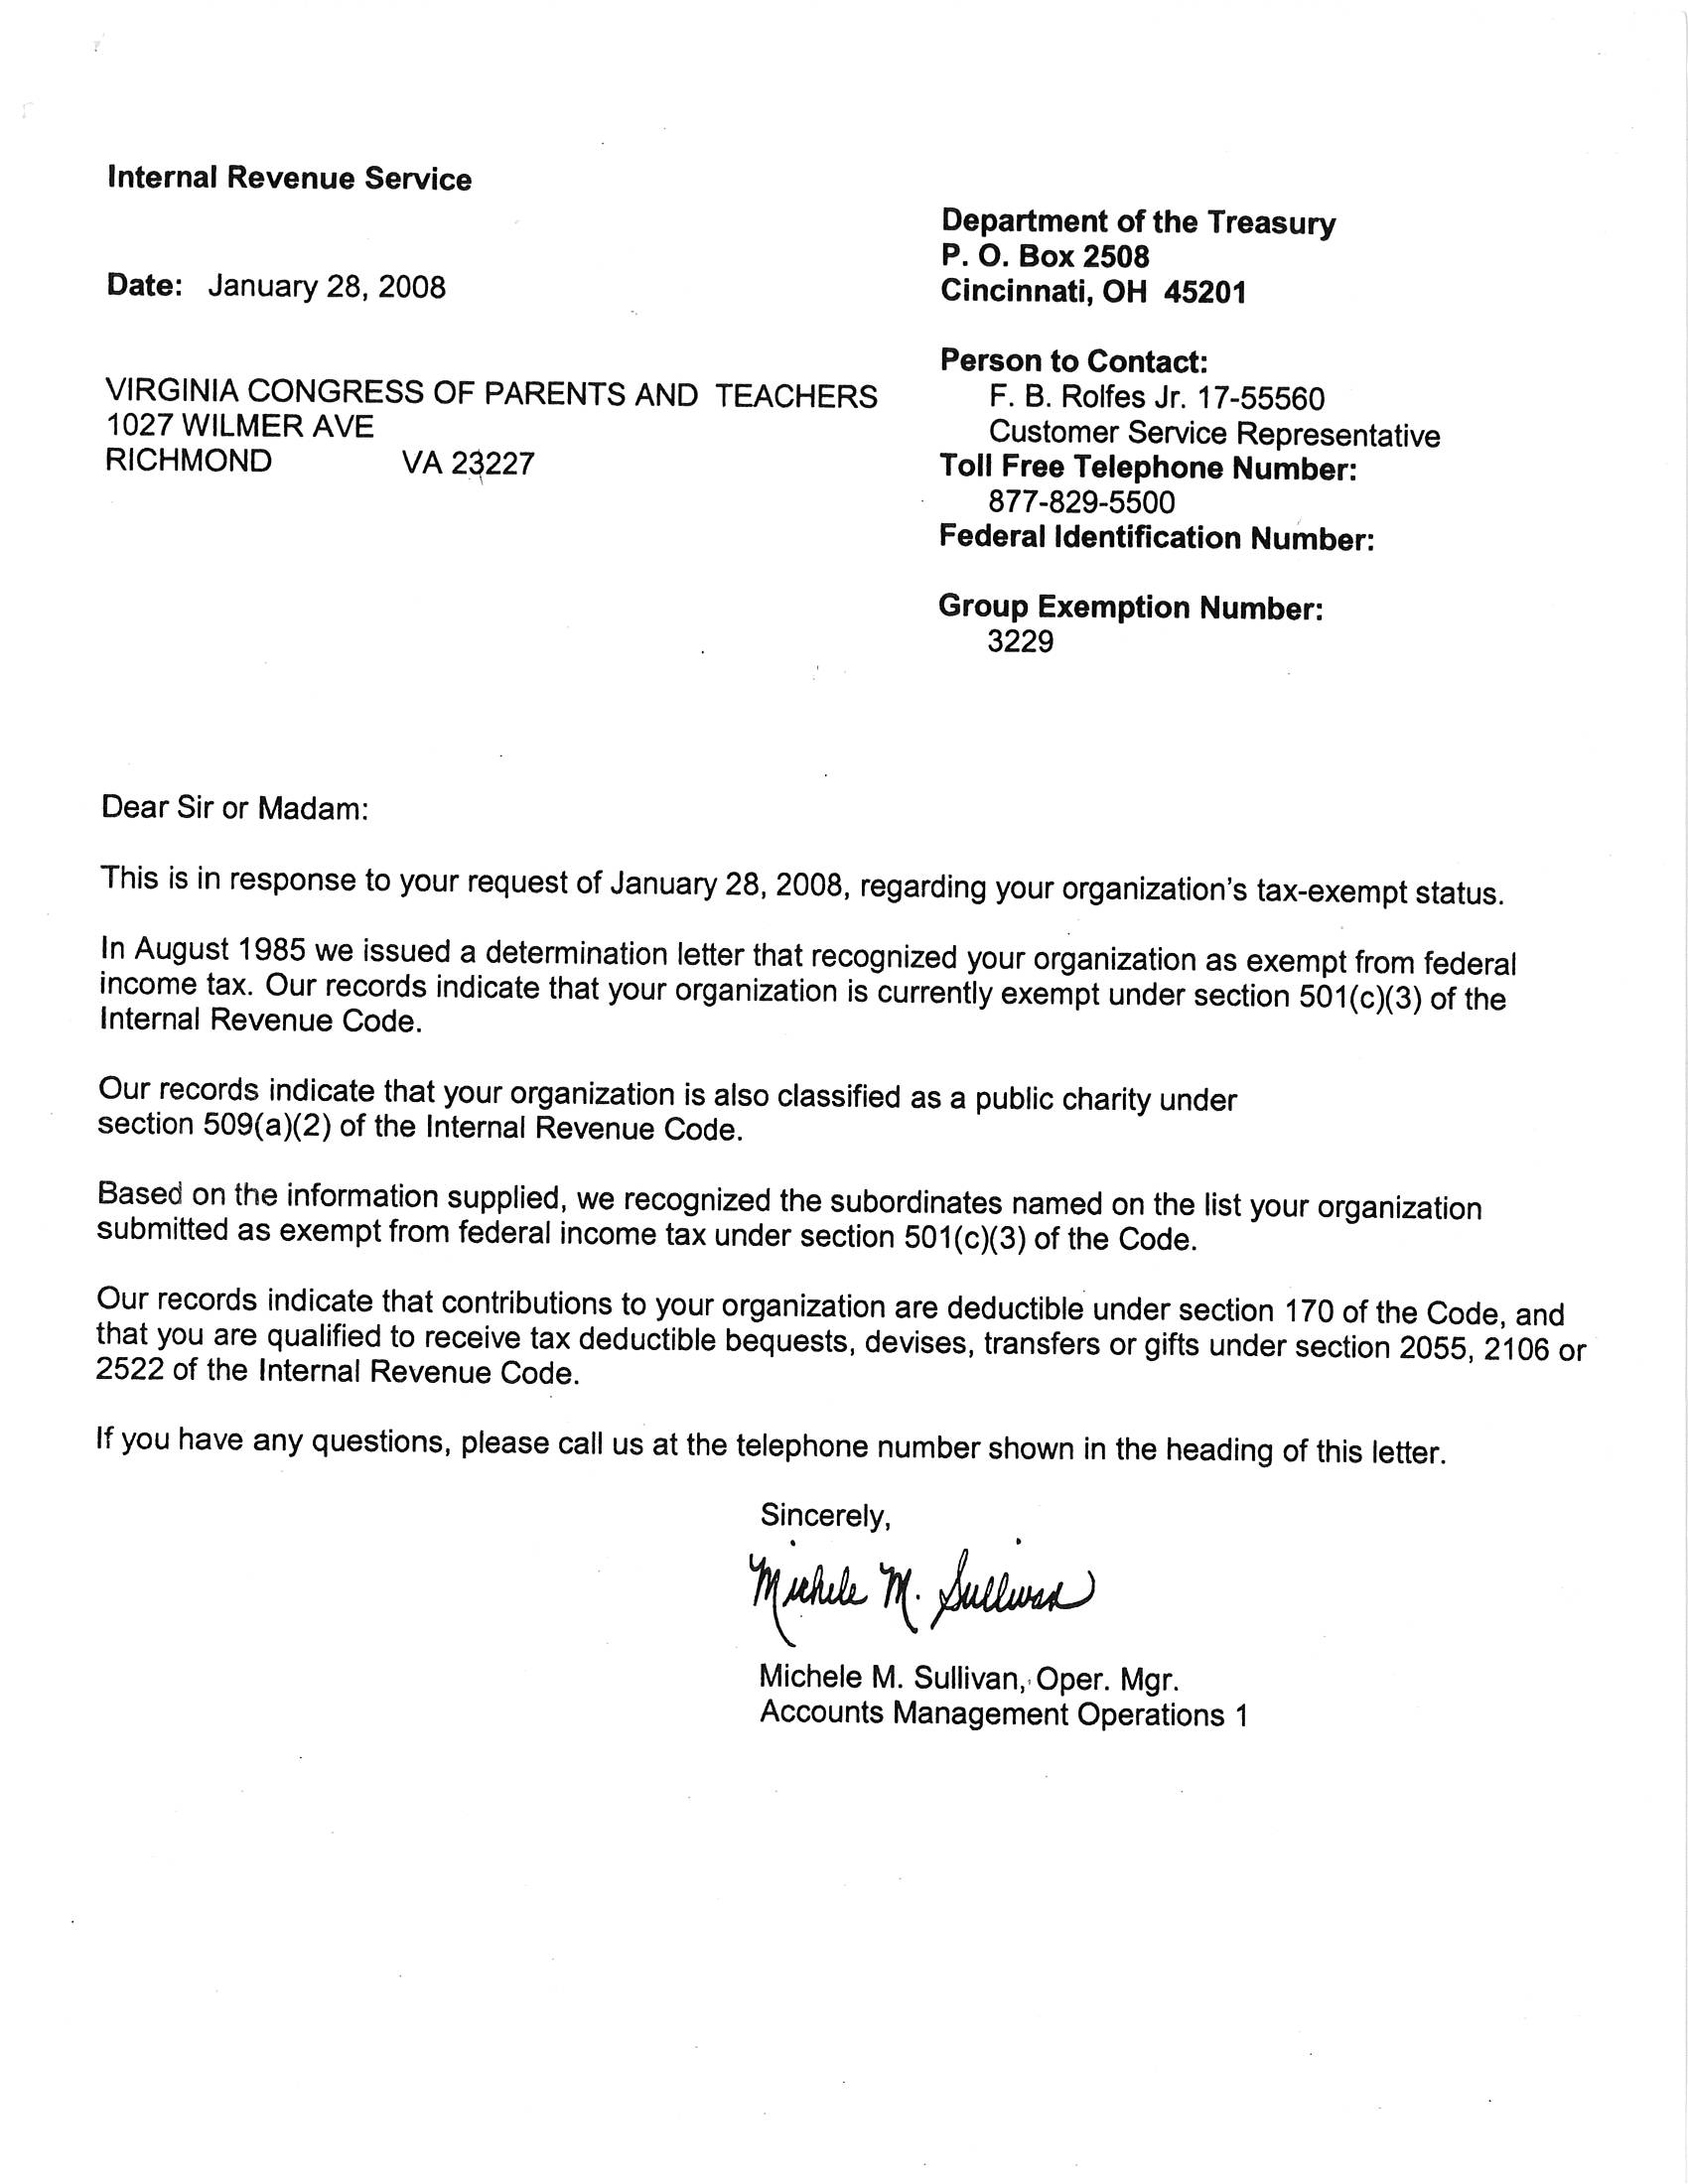 Internal Revenue Service
Date: January 28, 2008
Department of the Treasury
P. O. Box 2508
Cincinnati, OH 45201
VIRGINIA CONGRESS OF PARENTS AND TEACHERS
1027 WILMER AVE
RICHMOND VA 23227
Person to Contact:
F. B. Rolfes Jr. 17-55560
Customer Service Representative
Toll Free Telephone Number:
877-829-5500
Federal Identification Number:
Group Exemption Number:
3229
Dear Sir or Madam:
This is in response to your request of January 28, 2008, regarding your organization's tax-exempt status.
In August 1985 we issued a determination letter that recognized your organization as exempt from federal
income tax. Our records indicate that your organization is currently exempt under section 501(c)(3) of the
Internal Revenue Code.
Our records indicate that your organization is also classified as a public charity under
section 509(a)(2) of the Internal Revenue Code.
Based on the information supplied, we recognized the subordinates named on the list your organization
submitted as exempt from federal income tax under section 501(c)(3) of the Code.
Our records indicate that contributions to your organization are deductible under section 170 of the Code, and
that you are qualified to receive tax deductible bequests, devises, transfers or gifts under section 2055, 2106 or
2522 of the Internal Revenue Code.
If you have any questions, please call us at the telephone number shown in the heading of this letter.
Sincerely,
Michele M. Sullivan
Michele M. Sullivan, Oper. Mgr.
Accounts Management Operations 1